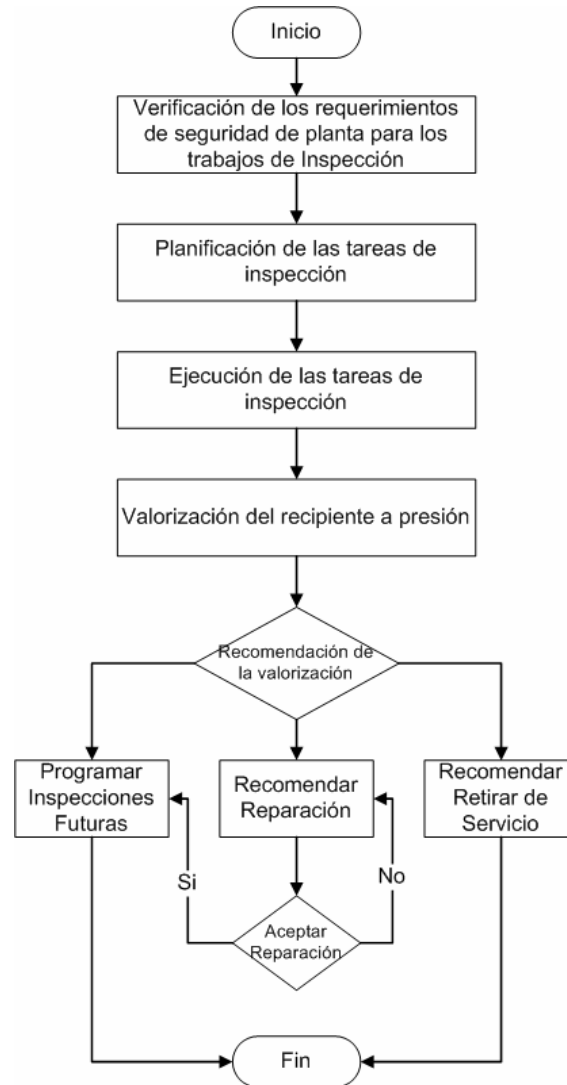 Inicio
Verificación de los requerimientos
de seguridad de planta para los
trabajos de Inspección
Planificación de las tareas de
inspección
Ejecución de las tareas de
inspección
Valorización del recipiente a presión
Recomendación de
la valorización
Programar
Inspecciones
Futuras
Recomendar
Reparación
Recomendar
Retirar de
Servicio
Si
No
Aceptar
Reparación
Fin